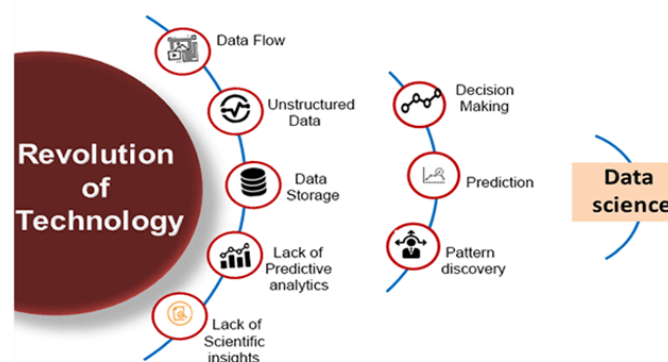 Revolution
of
Technology
Data Flow
Unstructured
Data
Data
Storage
Lack of
Predictive
analytics
Lack of
Scientific
insights
Decision
Making
Prediction
Pattern
discovery
Data
science